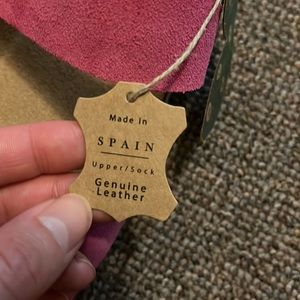 Made in
SPAIN
Upper/Sock
Genuine
Leather